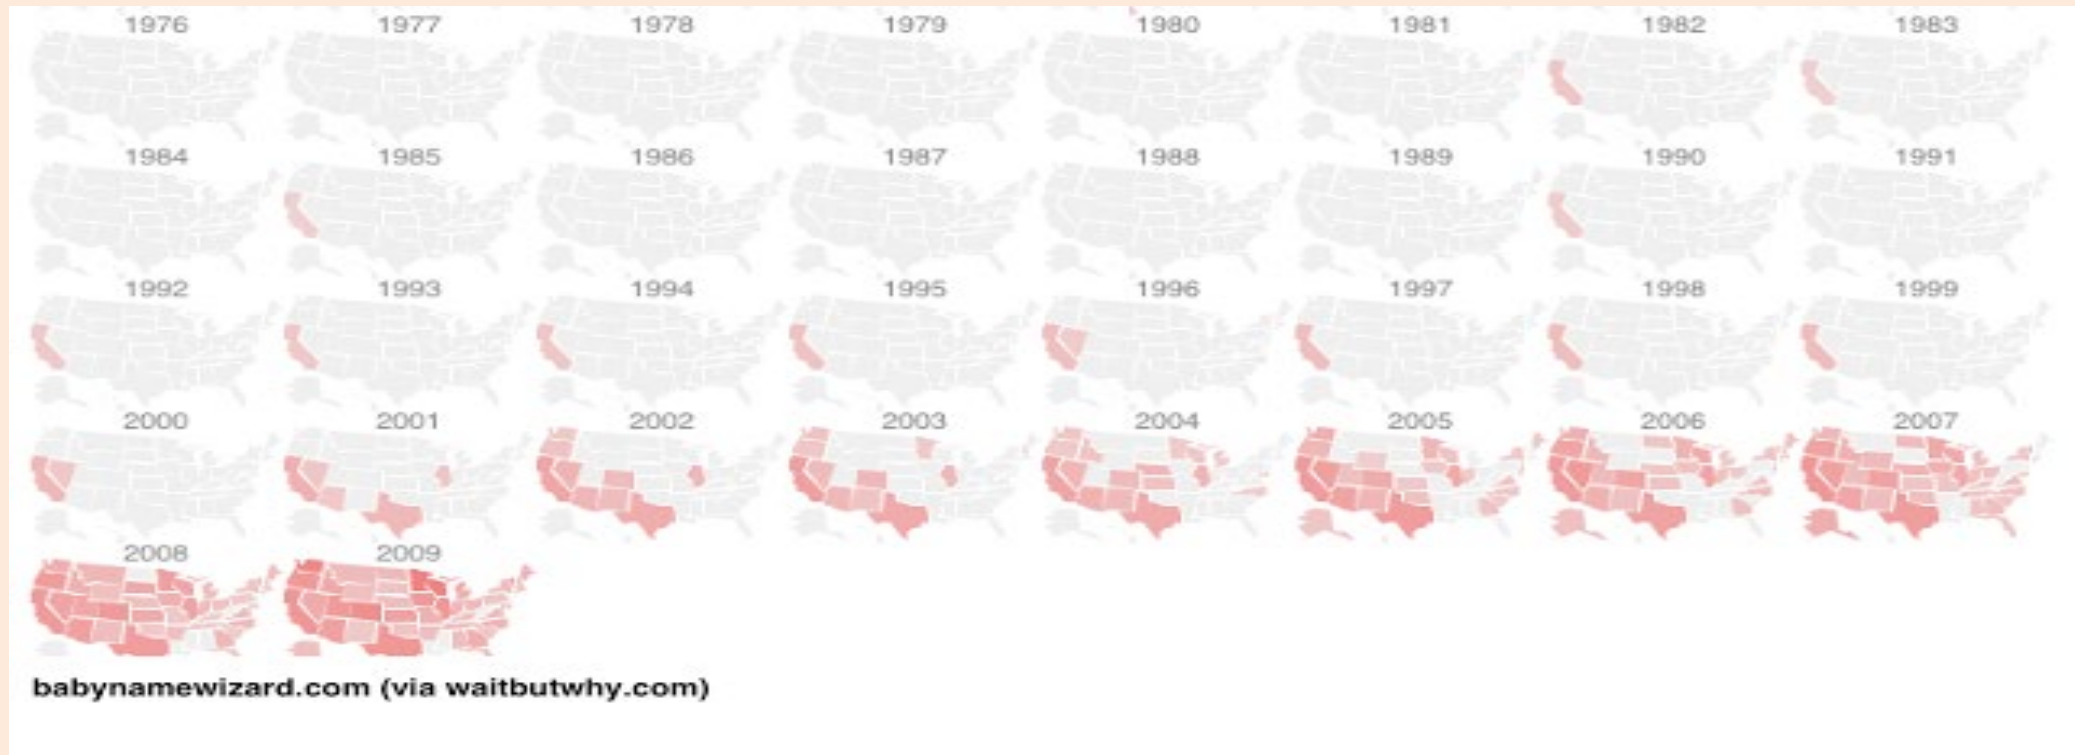 1976 1977 1978 1979 1980 1981 1982 1983
1984 1985 1986 1987 1988 1989 1990 1991
1992 1993 1994 1995 1996 1997 1998 1999
2000 2001 2002 2003 2004 2005 2006 2007
2008 2009
babynamewizard.com (via waitbutwhy.com)